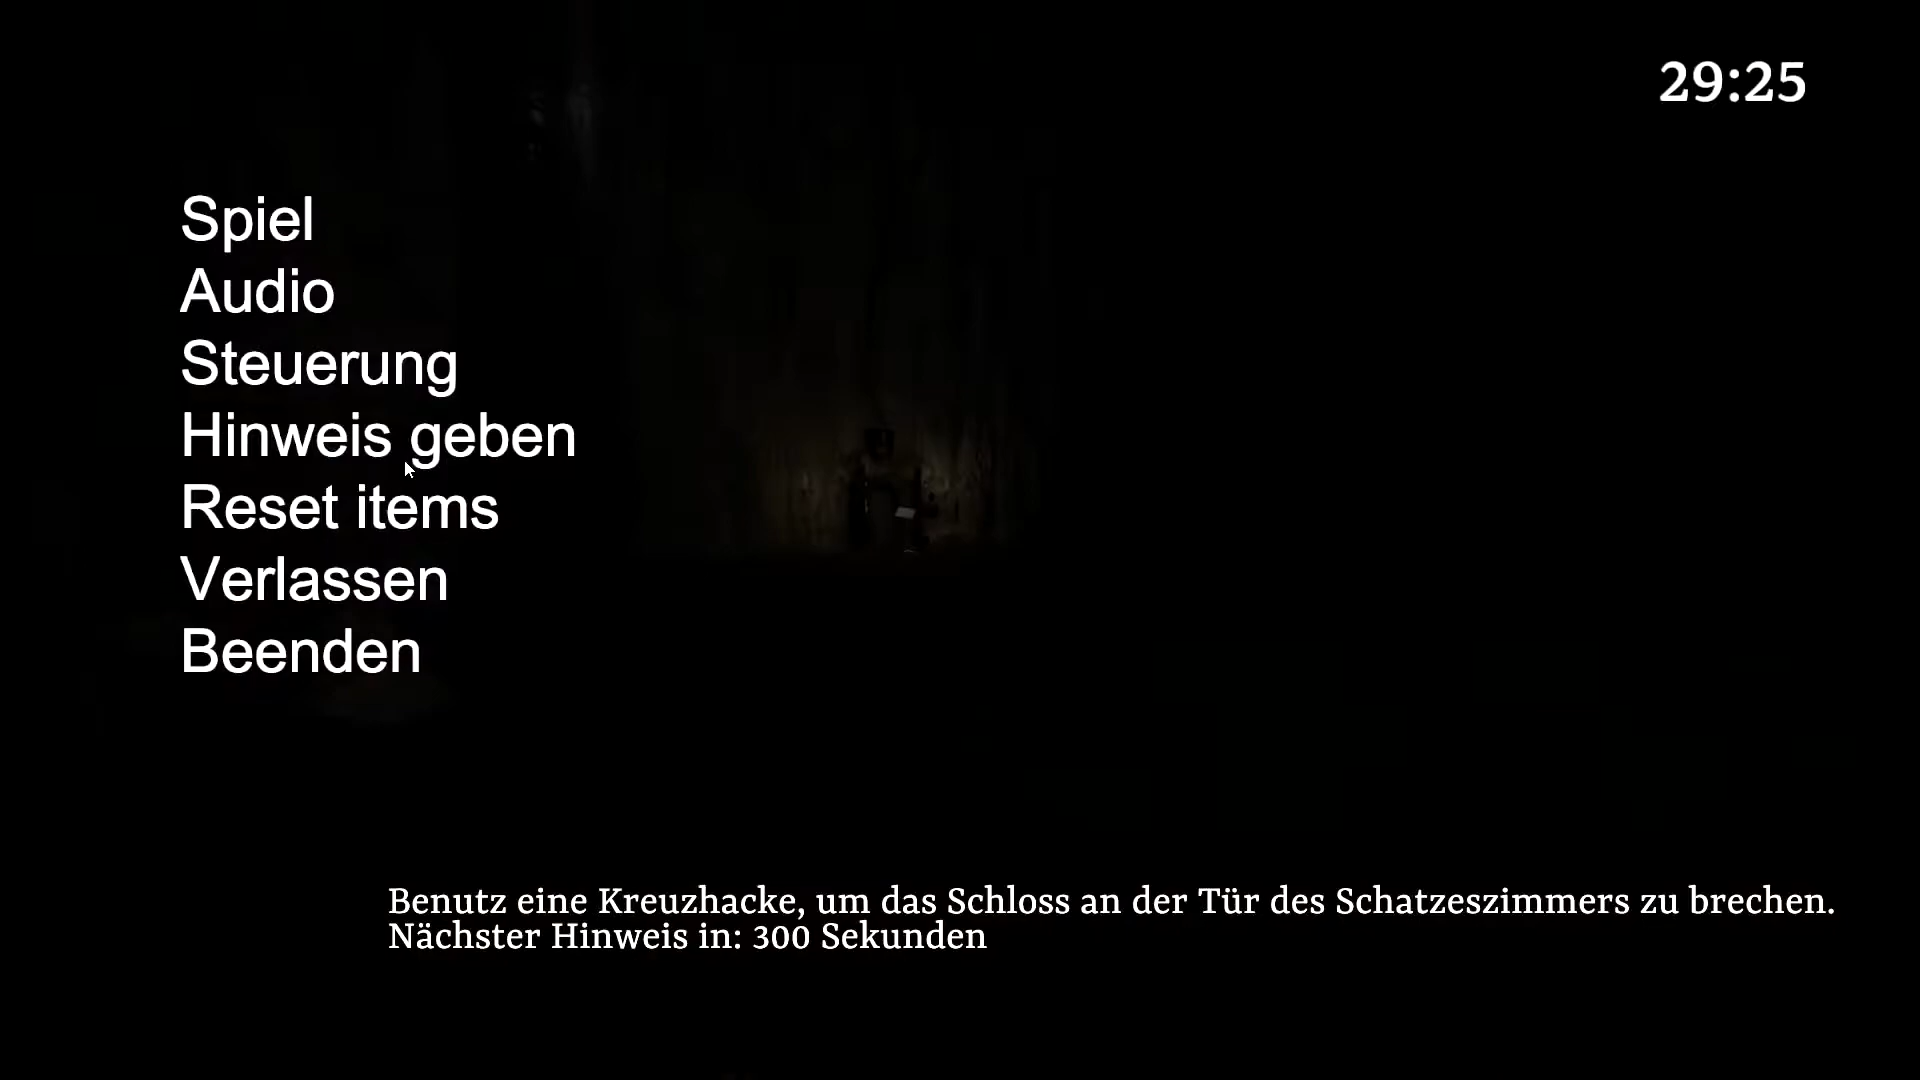 29:25
Spiel
Audio
Steuerung
Hinweis geben
Reset items
Verlassen
Beenden
Benutz eine Kreuzhacke, um das Schloss an der Tür des Schatzeszimmers zu brechen.
Nächster Hinweis in: 300 Sekunden